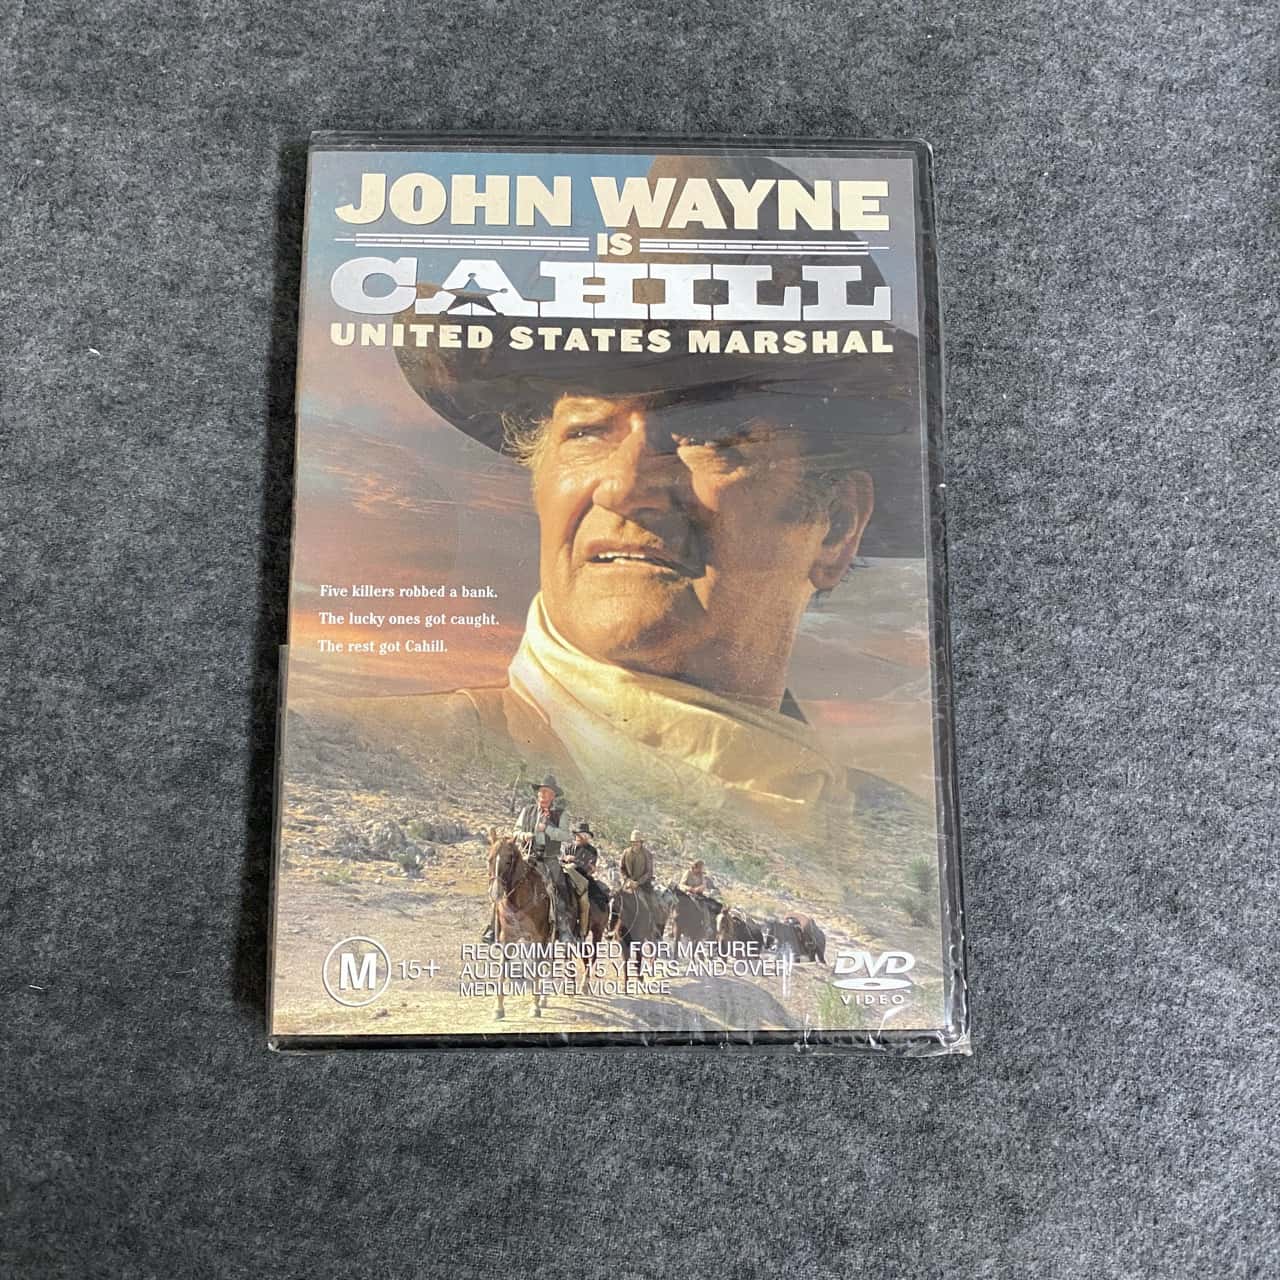 JOHN WAYNE
IS
CAHILL
UNITED STATES MARSHAL
Five killers robbed a bank.
The lucky ones got caught.
The rest got Cahill.
M 15+
RECOMMENDED FOR MATURE
AUDIENCES 15 YEARS AND OVER
MEDIUM LEVEL VIOLENCE
DVD
VIDEO